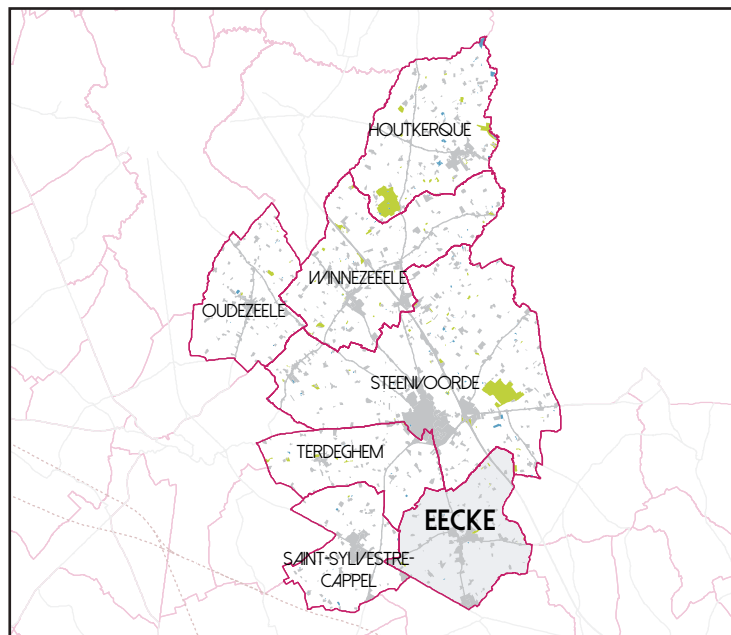 HOUTKERQUE
WINNEZEELE
OUDEZEELE
STEENVOORDE
TERDEGHEM
EECKE
SAINT-SYLVESTRE-
CAPPEL